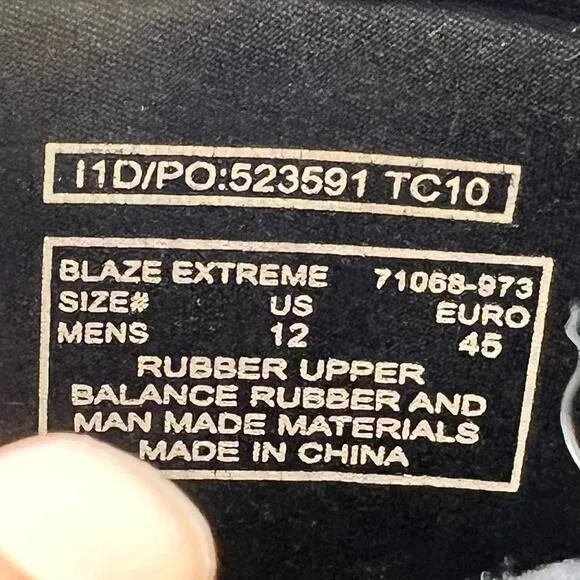 I1D/PO:523591 TC10
BLAZE EXTREME 71068-973
SIZE# US EURO
MENS 12 45
RUBBER UPPER
BALANCE RUBBER AND
MAN MADE MATERIALS
MADE IN CHINA